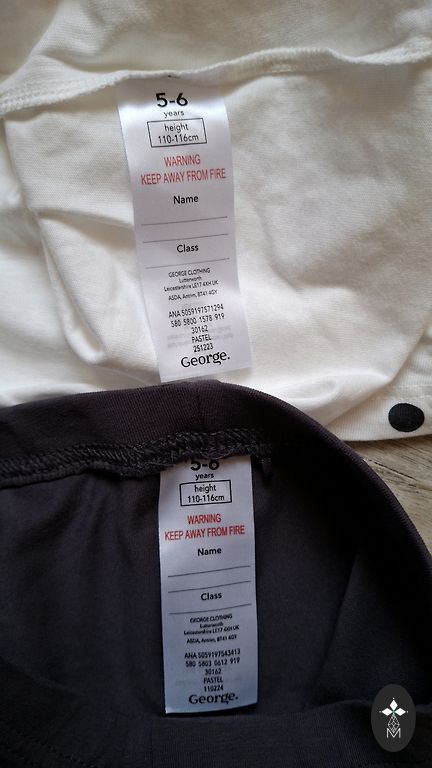 5-6
years
height
110-116cm
WARNING
KEEP AWAY FROM FIRE
Name
Class
GEORGE CLOTHING
Lutterworth
Leicestershire LE17 4XH UK
ASDA, Antrim, BT41 4GY
ANA 5059197571294
580 5800 1578 919
30162
PASTEL
251223
George.
5-6
years
height
110-116cm
WARNING
KEEP AWAY FROM FIRE
Name
Class
GEORGE CLOTHING
Lutterworth
Leicestershire LE17 4XH UK
ASDA, Antrim, BT41 4GY
ANA 5059197543413
580 5803 0612 919
30162
PASTEL
110224
George.
M